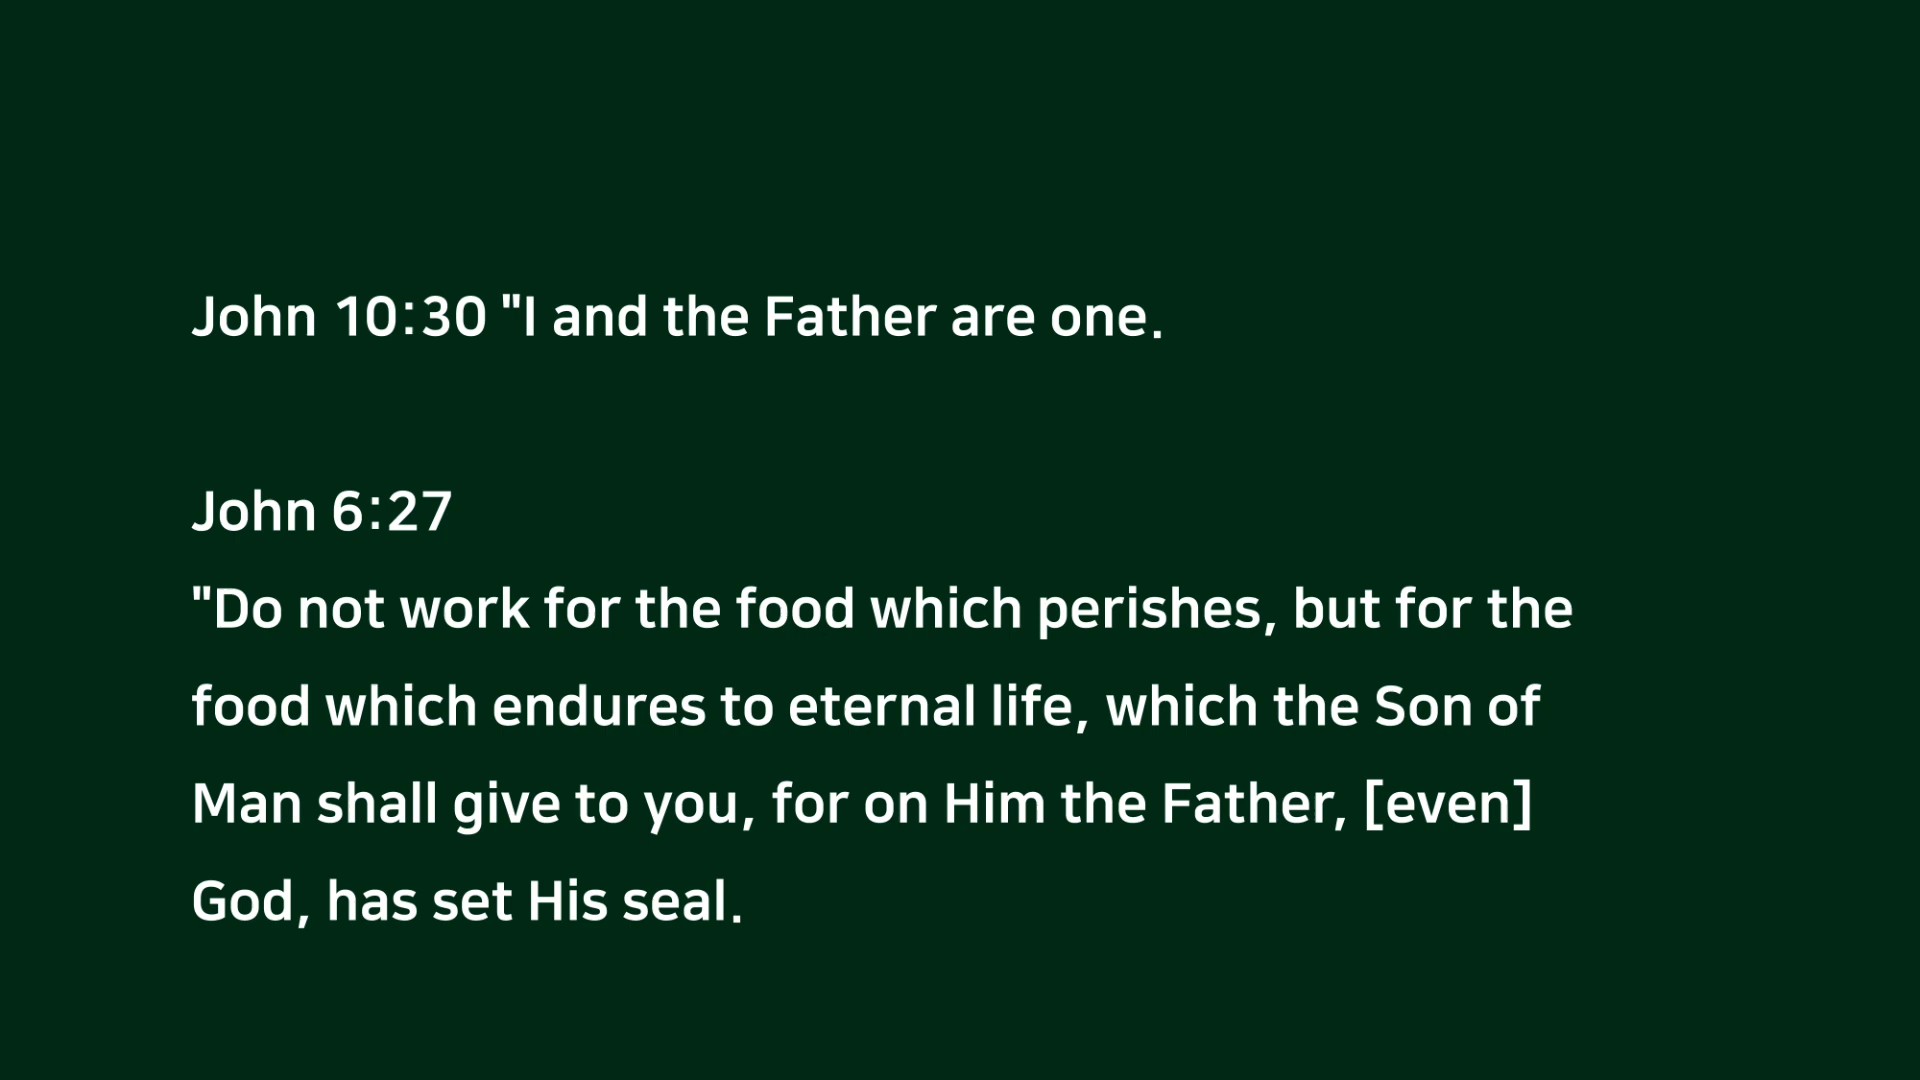 John 10:30 "I and the Father are one.
John 6:27
"Do not work for the food which perishes, but for the
food which endures to eternal life, which the Son of
Man shall give to you, for on Him the Father, [even]
God, has set His seal.